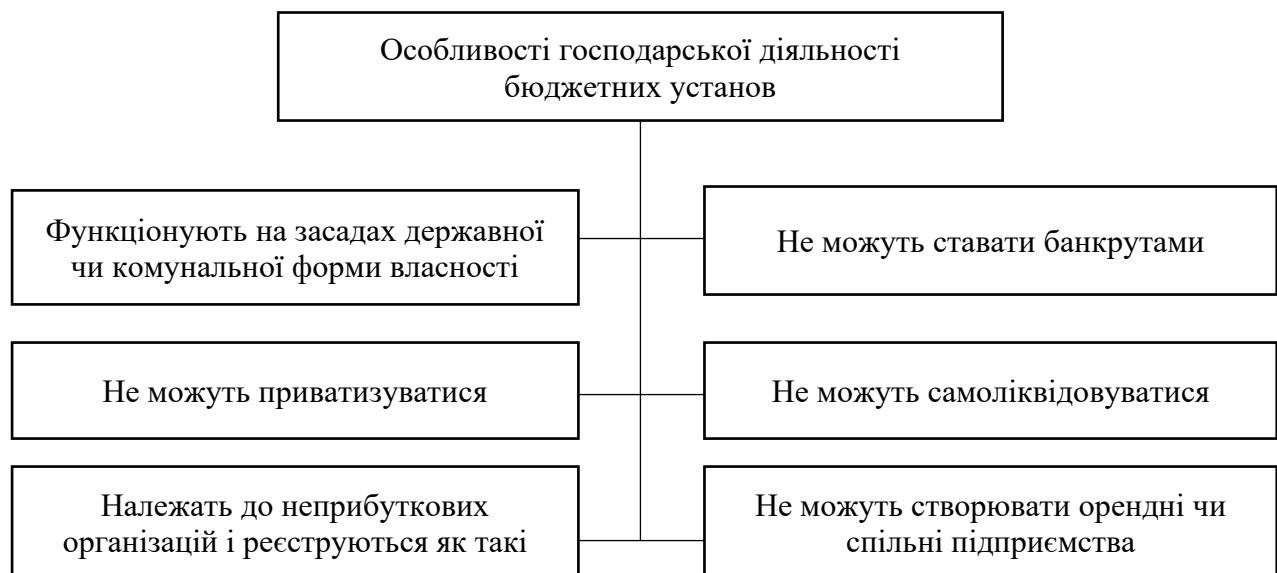 Особливості господарської діяльності
бюджетних установ
Функціонують на засадах державної
чи комунальної форми власності
Не можуть ставати банкрутами
Не можуть приватизуватися
Не можуть самоліквідовуватися
Належать до неприбуткових
організацій і реєструються як такі
Не можуть створювати орендні чи
спільні підприємства